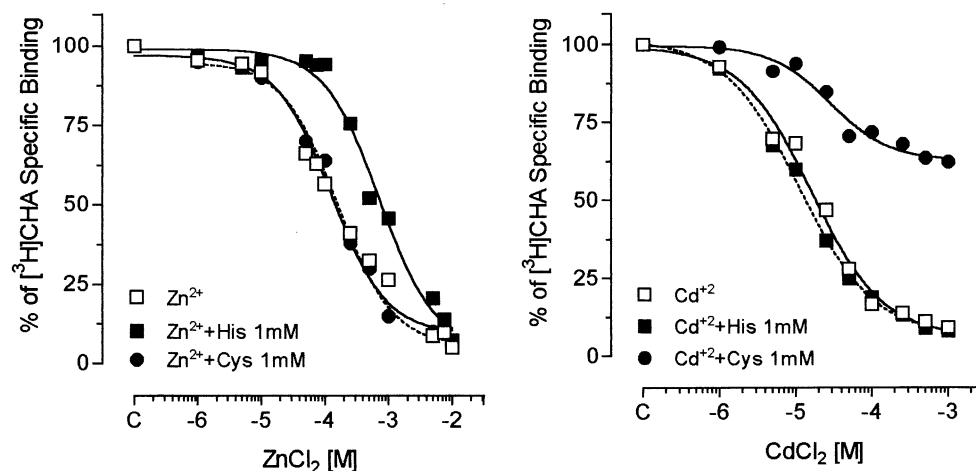 % of [³H]CHA Specific Binding
100
75
50
25
0
Zn²⁺
Zn²⁺+His 1mM
Zn²⁺+Cys 1mM
C -6 -5 -4 -3 -2
ZnCl₂ [M]
% of [³H]CHA Specific Binding
100
75
50
25
0
Cd⁺²
Cd⁺²+His 1mM
Cd⁺²+Cys 1mM
C -6 -5 -4 -3
CdCl₂ [M]